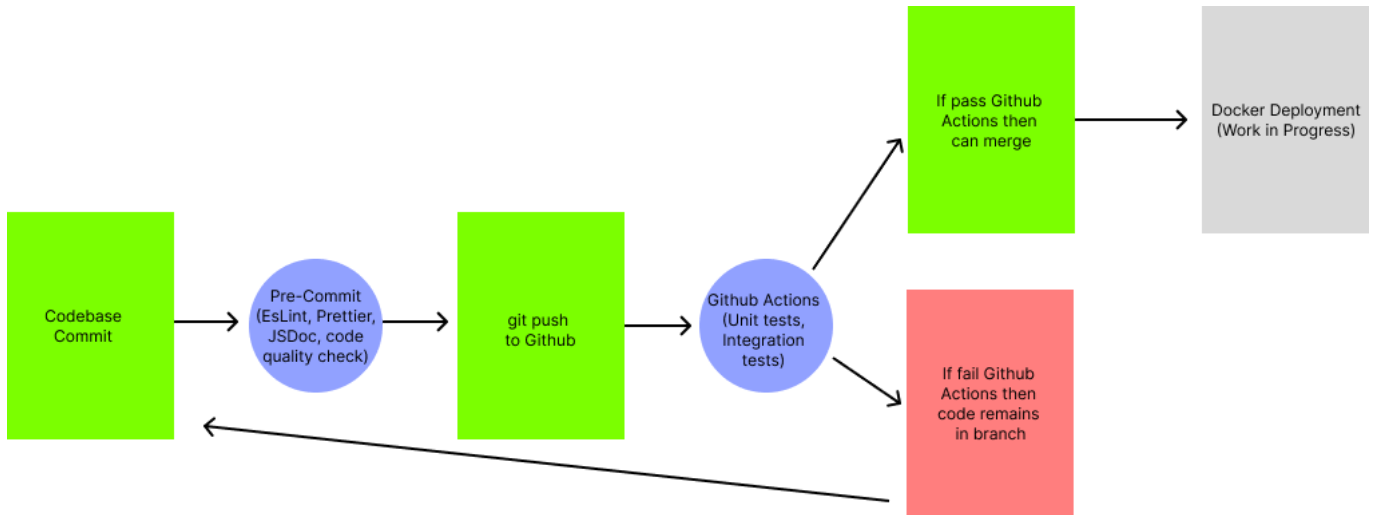 Codebase
Commit
Pre-Commit
(EsLint, Prettier,
JSDoc, code
quality check)
git push
to Github
Github Actions
(Unit tests,
Integration
tests)
If pass Github
Actions then
can merge
Docker Deployment
(Work in Progress)
If fail Github
Actions then
code remains
in branch